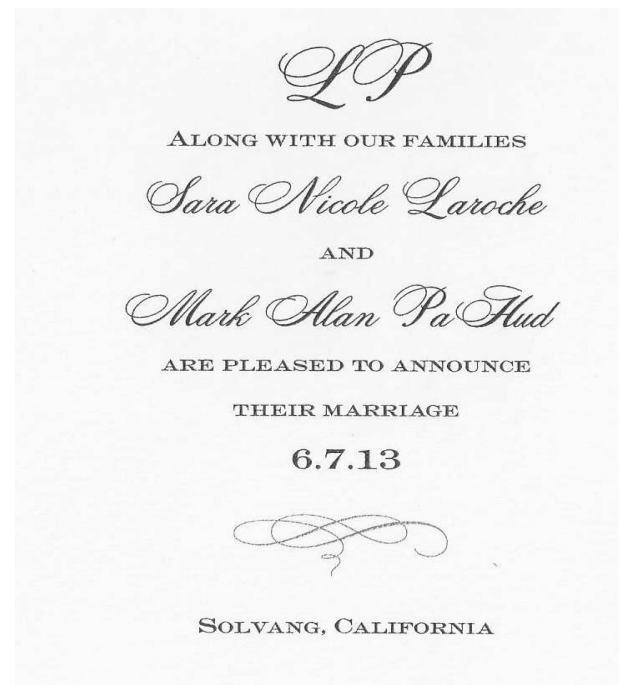 LP
ALONG WITH OUR FAMILIES
Sara Nicole Laroche
AND
Mark Alan PaHud
ARE PLEASED TO ANNOUNCE
THEIR MARRIAGE
6.7.13
SOLVANG, CALIFORNIA